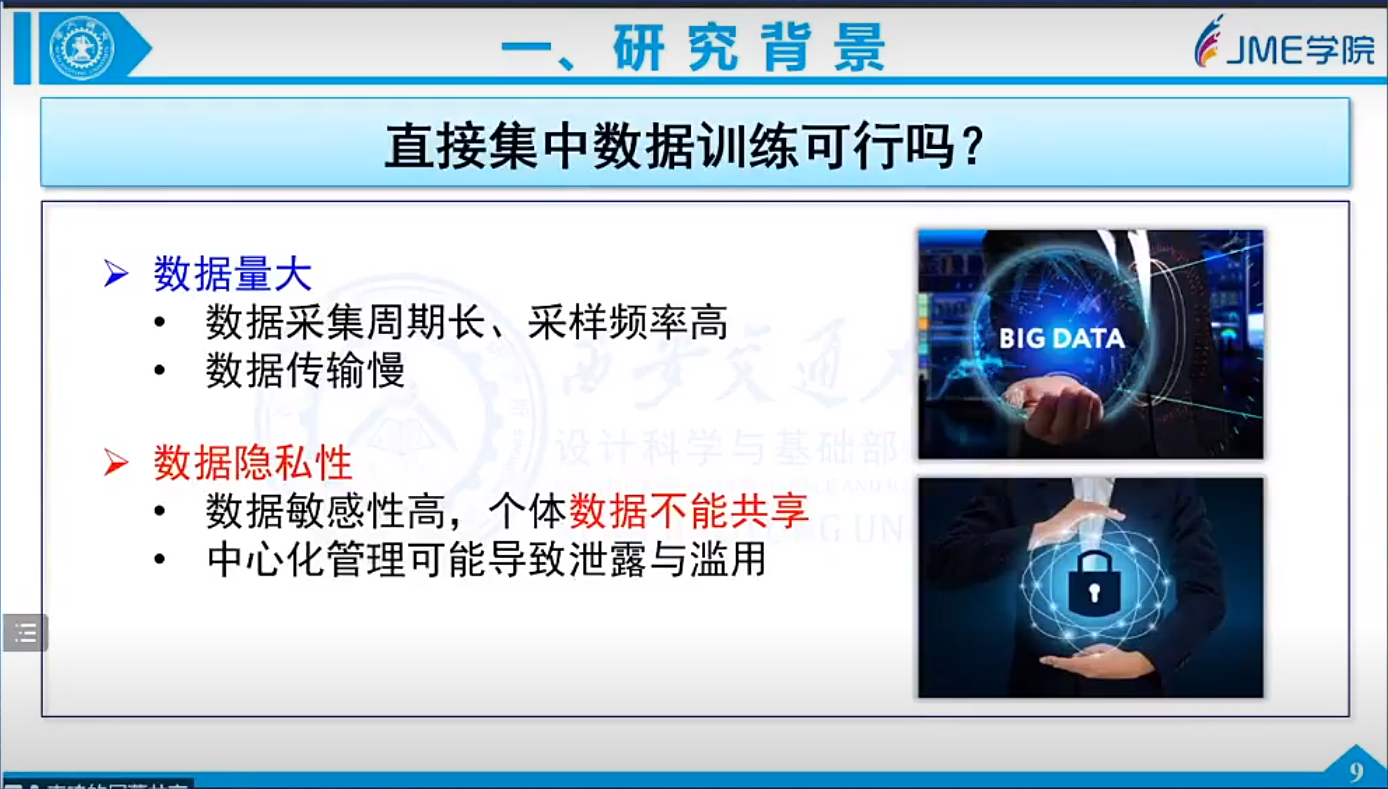 一、研究背景
JME学院
直接集中数据训练可行吗？
➢ 数据量大
• 数据采集周期长、采样频率高
• 数据传输慢
BIG DATA
➢ 数据隐私性
• 数据敏感性高，个体数据不能共享
• 中心化管理可能导致泄露与滥用
西安交通大
设计科学与基础部
9